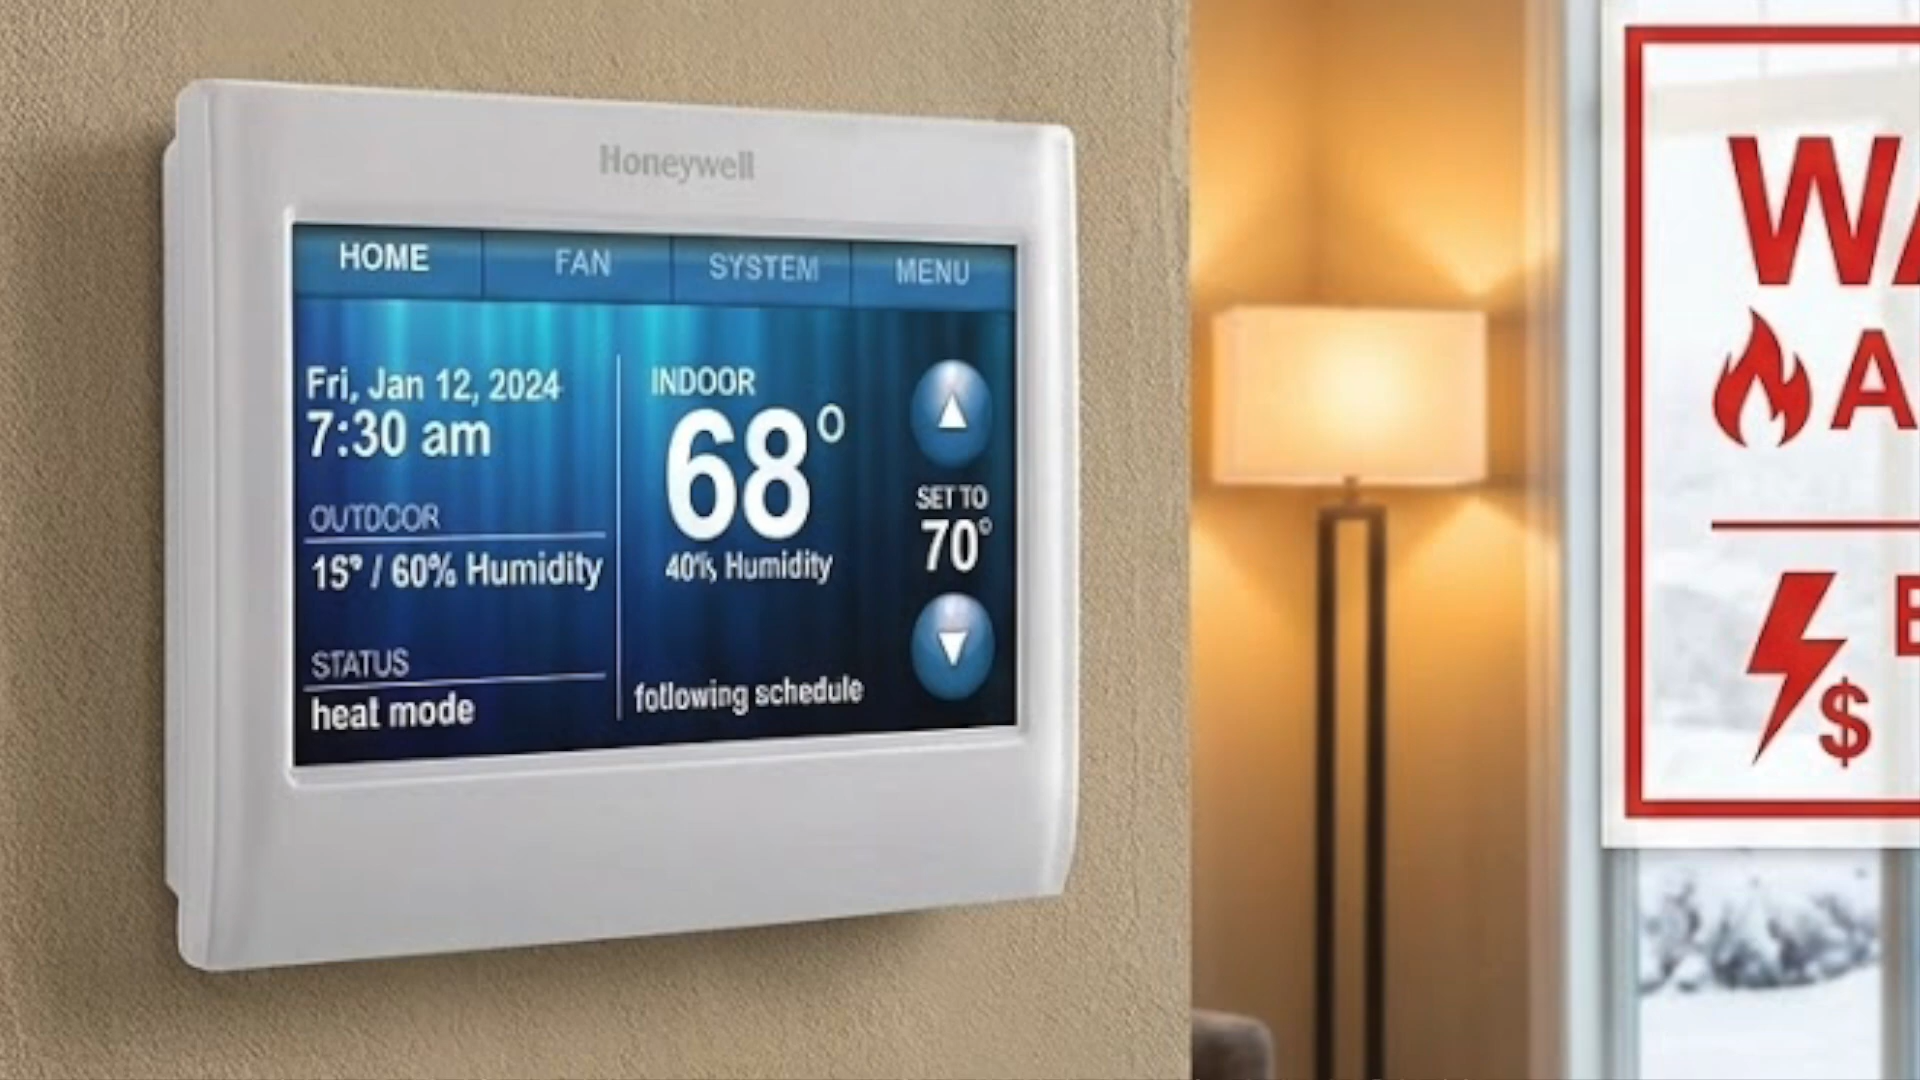 Honeywell
HOME FAN SYSTEM MENU
Fri, Jan 12, 2024
7:30 am
OUTDOOR
15° / 60% Humidity
STATUS
heat mode
INDOOR
68°
40% Humidity
following schedule
SET TO
70°
WA
A
$